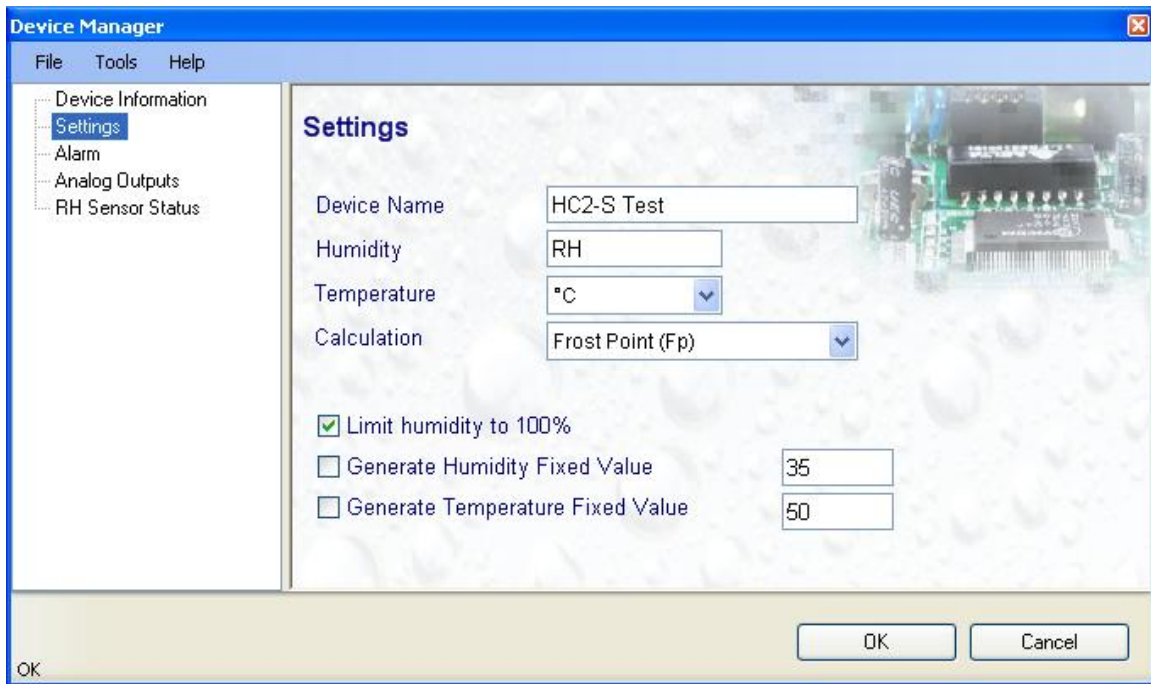 Device Manager
File Tools Help
Device Information
Settings
Alarm
Analog Outputs
RH Sensor Status
Settings
Device Name HC2-S Test
Humidity RH
Temperature °C
Calculation Frost Point (Fp)
Limit humidity to 100%
Generate Humidity Fixed Value 35
Generate Temperature Fixed Value 50
OK Cancel
OK